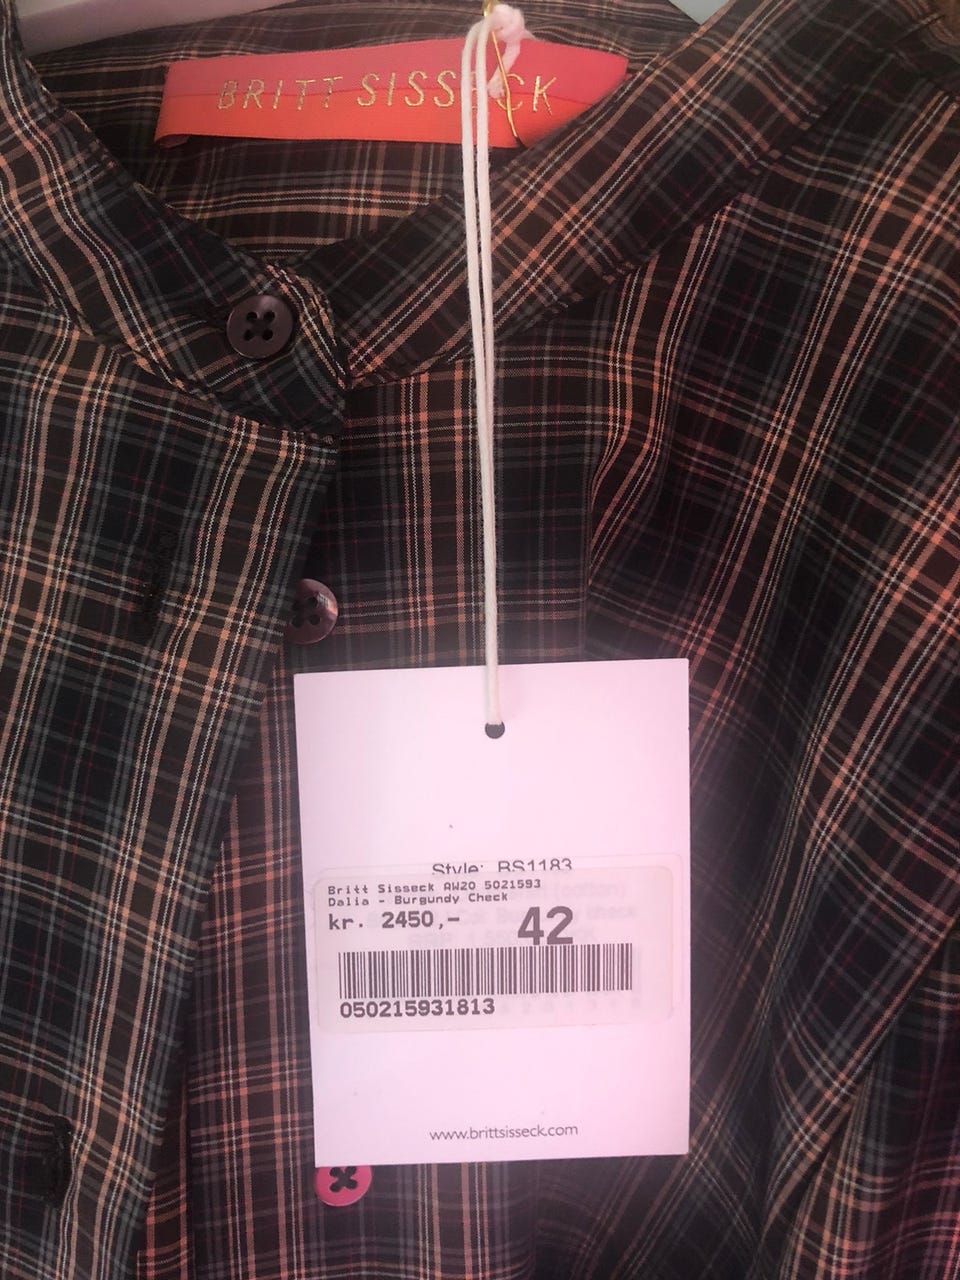 BRITT SISSECK
Style: BS1183
Britt Sisseck AW20 5021593
Dalia - Burgundy Check
kr. 2450,-
42
050215931813
www.brittsisseck.com